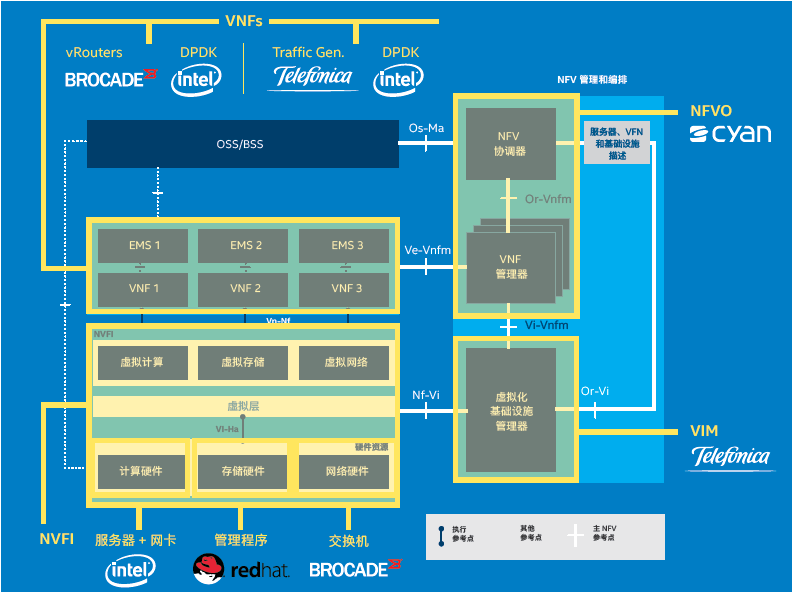 VNFs
vRouters
DPDK
Traffic Gen.
DPDK
BROCADE
intel
Telefónica
intel
NFV 管理和编排
NFVO
CYAN
OSS/BSS
Os-Ma
NFV
协调器
服务器、VFN
和基础设施
描述
Or-Vnfm
EMS 1
EMS 2
EMS 3
Ve-Vnfm
VNF
管理器
VNF 1
VNF 2
VNF 3
Vn-Nf
Vi-Vnfm
NVFI
虚拟计算
虚拟存储
虚拟网络
虚拟层
VI-Ha
Nf-Vi
虚拟化
基础设施
管理器
Or-Vi
硬件资源
计算硬件
存储硬件
网络硬件
VIM
Telefónica
NVFI
服务器 + 网卡
管理程序
交换机
intel
redhat.
BROCADE
执行
参考点
其他
参考点
主 NFV
参考点